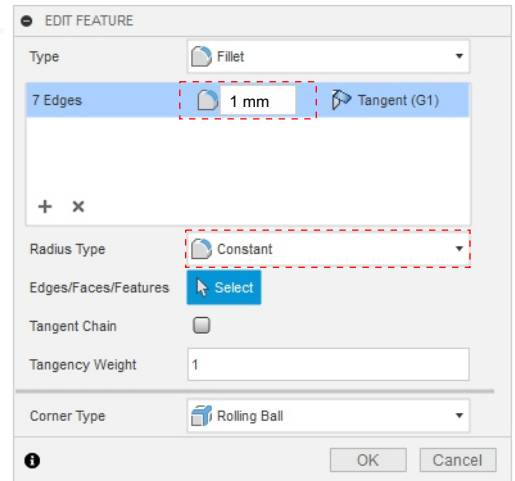 EDIT FEATURE
Type Fillet
7 Edges 1 mm Tangent (G1)
Radius Type Constant
Edges/Faces/Features Select
Tangent Chain
Tangency Weight 1
Corner Type Rolling Ball
OK Cancel